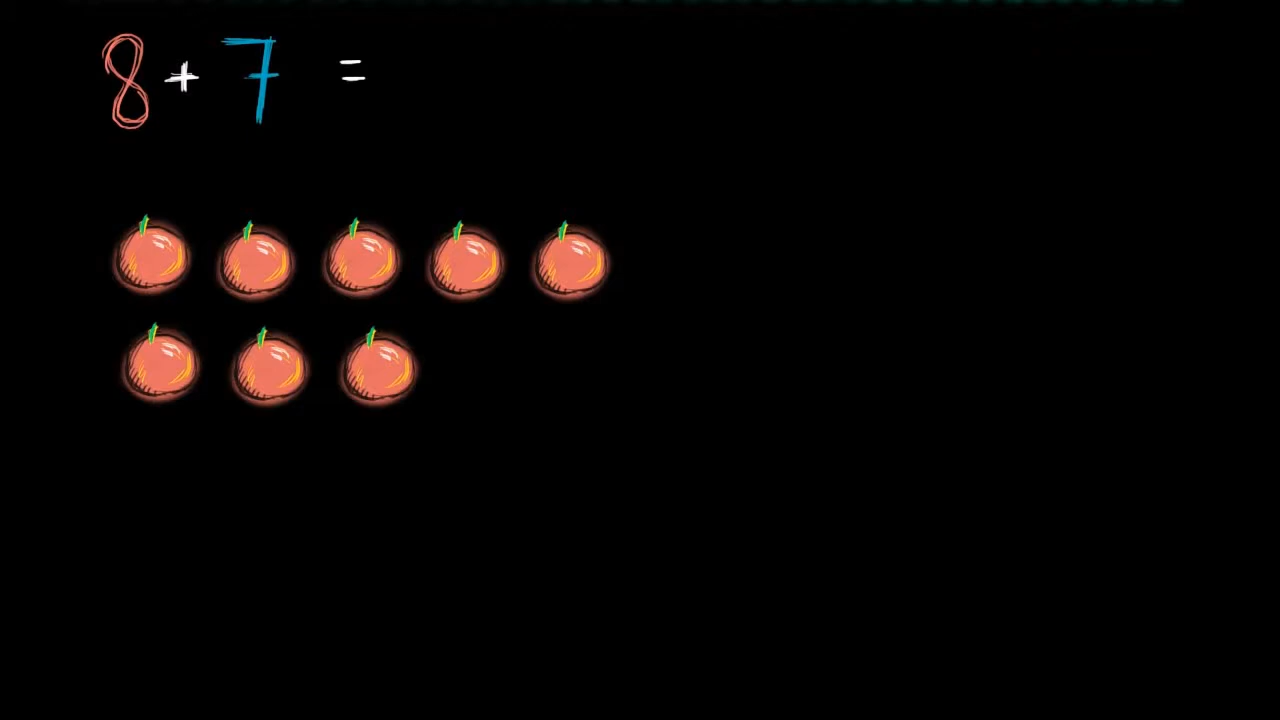 8 + 7 =